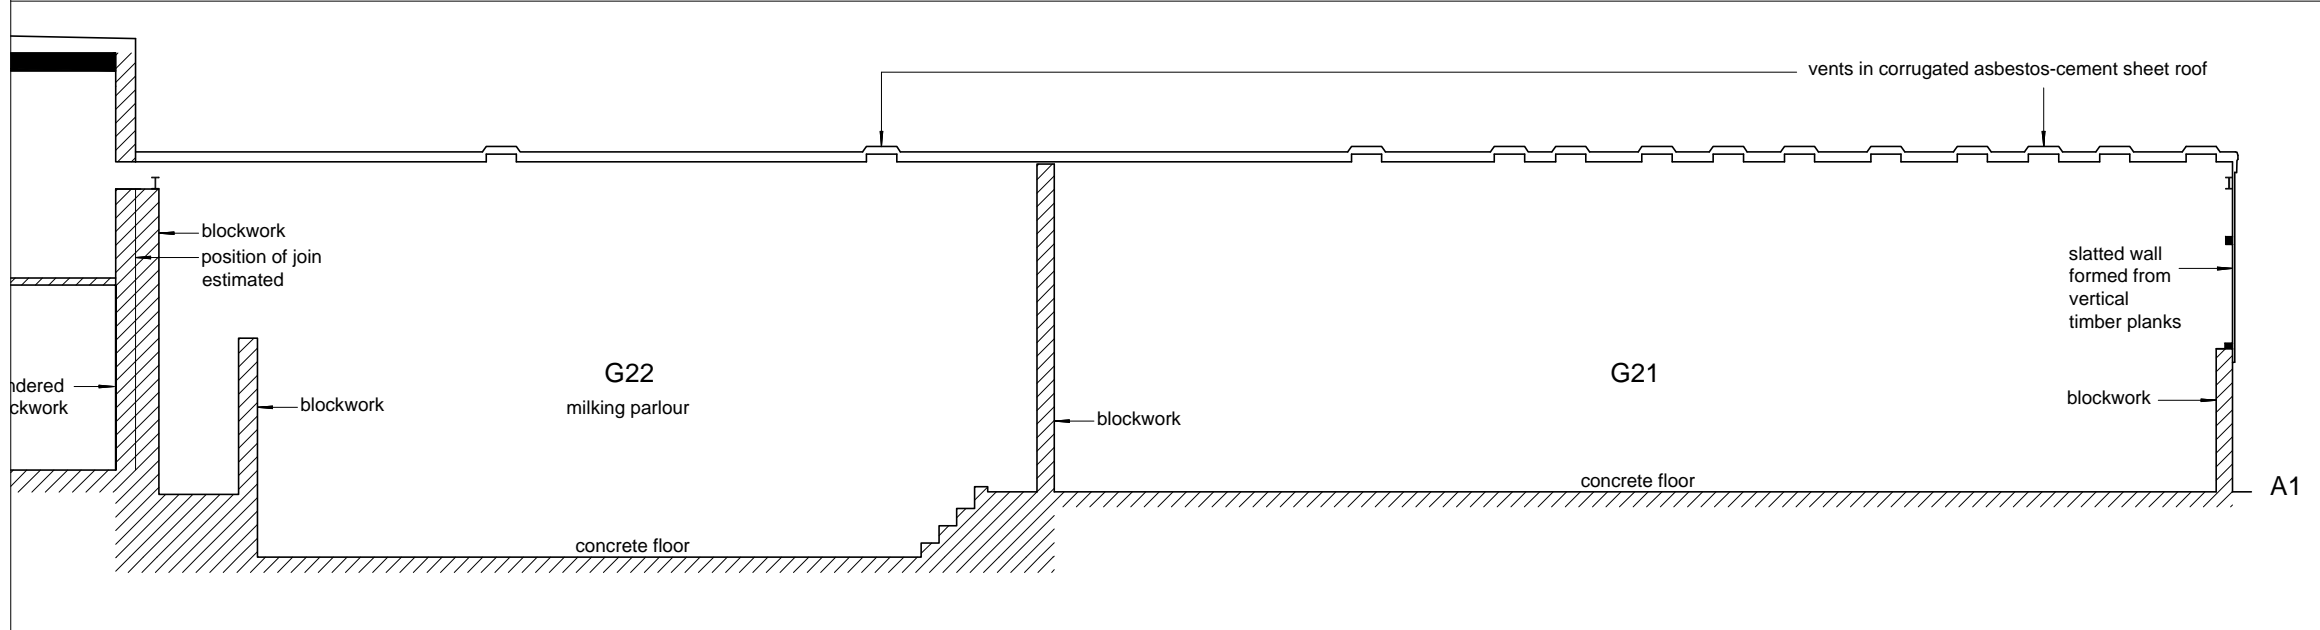 vents in corrugated asbestos-cement sheet roof
blockwork
position of join
estimated
slatted wall
formed from
vertical
timber planks
G22
milking parlour
G21
ndered
ckwork
blockwork
blockwork
blockwork
concrete floor
A1
concrete floor